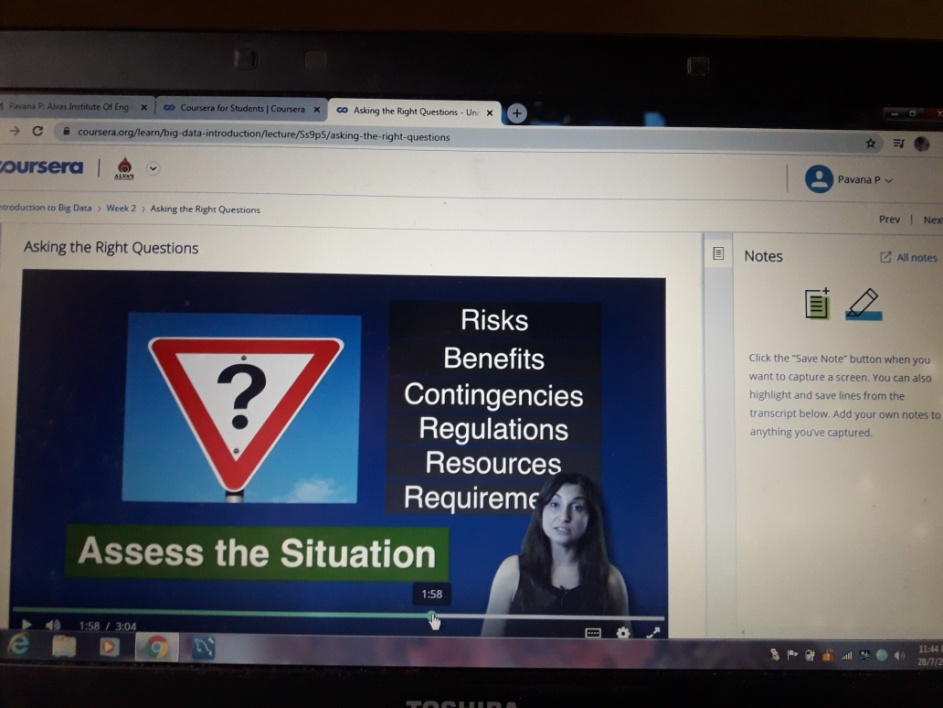 Pavana P: Alvas Institute Of Eng
Coursera for Students | Coursera
Asking the Right Questions - Uni
coursera.org/learn/big-data-introduction/lecture/Ss9p5/asking-the-right-questions
coursera
ALVA'S
Pavana P
ntroduction to Big Data > Week 2 > Asking the Right Questions
Prev | Nex
Asking the Right Questions
Notes
All notes
Risks
Benefits
Contingencies
Regulations
Resources
Requireme
?
Assess the Situation
Click the "Save Note" button when you
want to capture a screen. You can also
highlight and save lines from the
transcript below. Add your own notes to
anything you've captured.
1:58
1:58 / 3:04
11:44
28/7/2
TOSHIBA